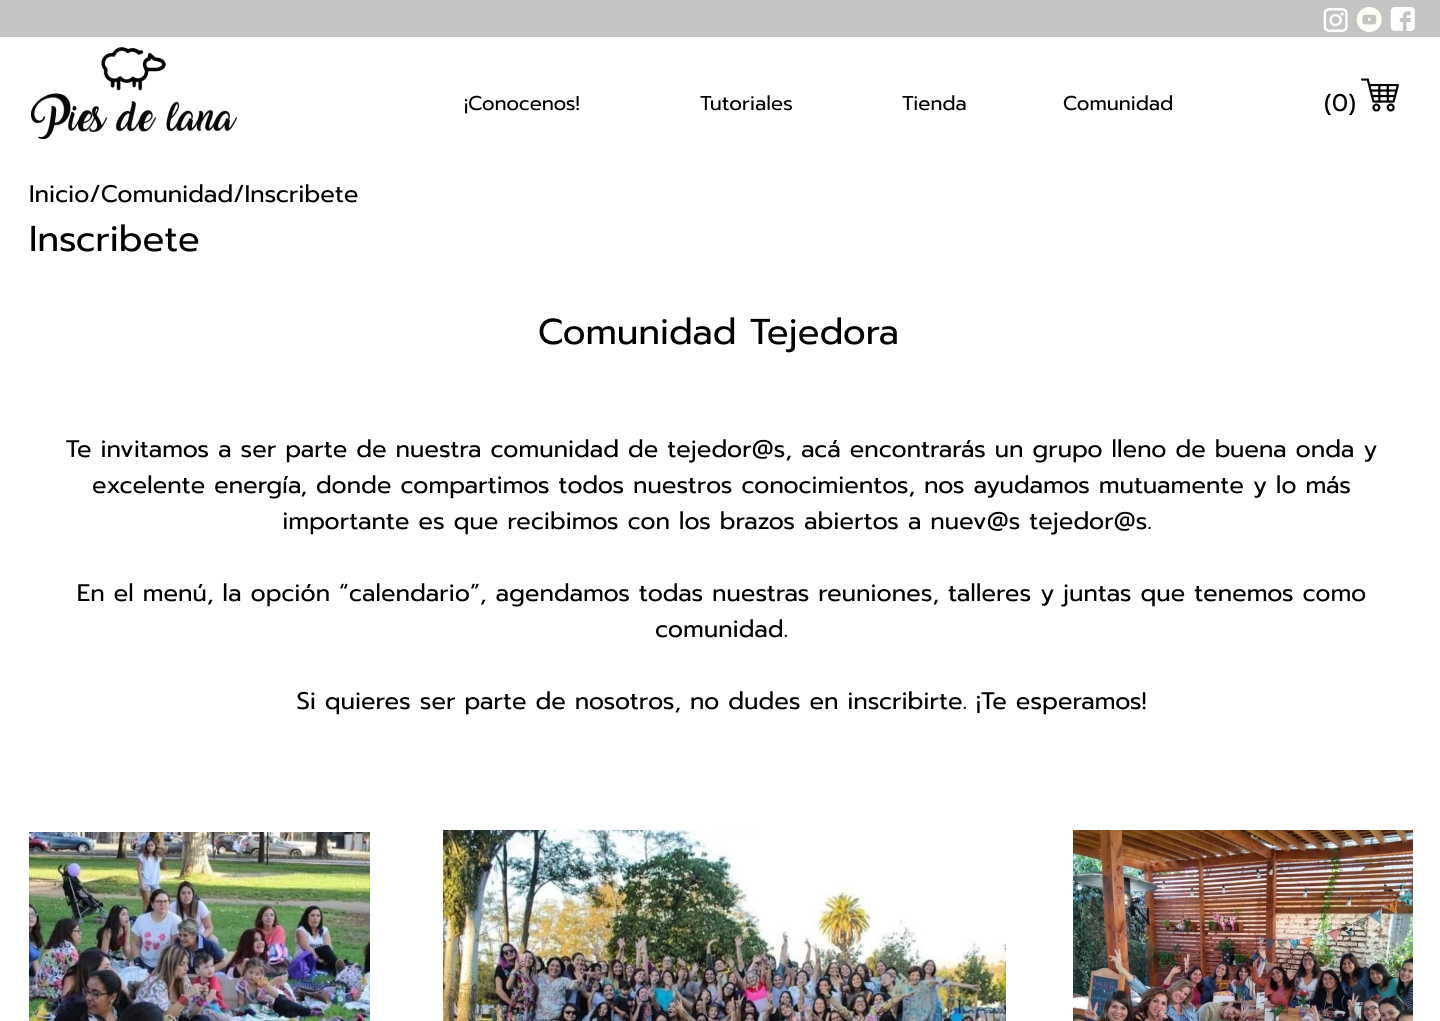 Pies de lana
¡Conocenos!
Tutoriales
Tienda
Comunidad
(0)
Inicio/Comunidad/Inscribete
Inscribete
Comunidad Tejedora
Te invitamos a ser parte de nuestra comunidad de tejedor@s, acá encontrarás un grupo lleno de buena onda y
excelente energía, donde compartimos todos nuestros conocimientos, nos ayudamos mutuamente y lo más
importante es que recibimos con los brazos abiertos a nuev@s tejedor@s.
En el menú, la opción “calendario”, agendamos todas nuestras reuniones, talleres y juntas que tenemos como
comunidad.
Si quieres ser parte de nosotros, no dudes en inscribirte. ¡Te esperamos!